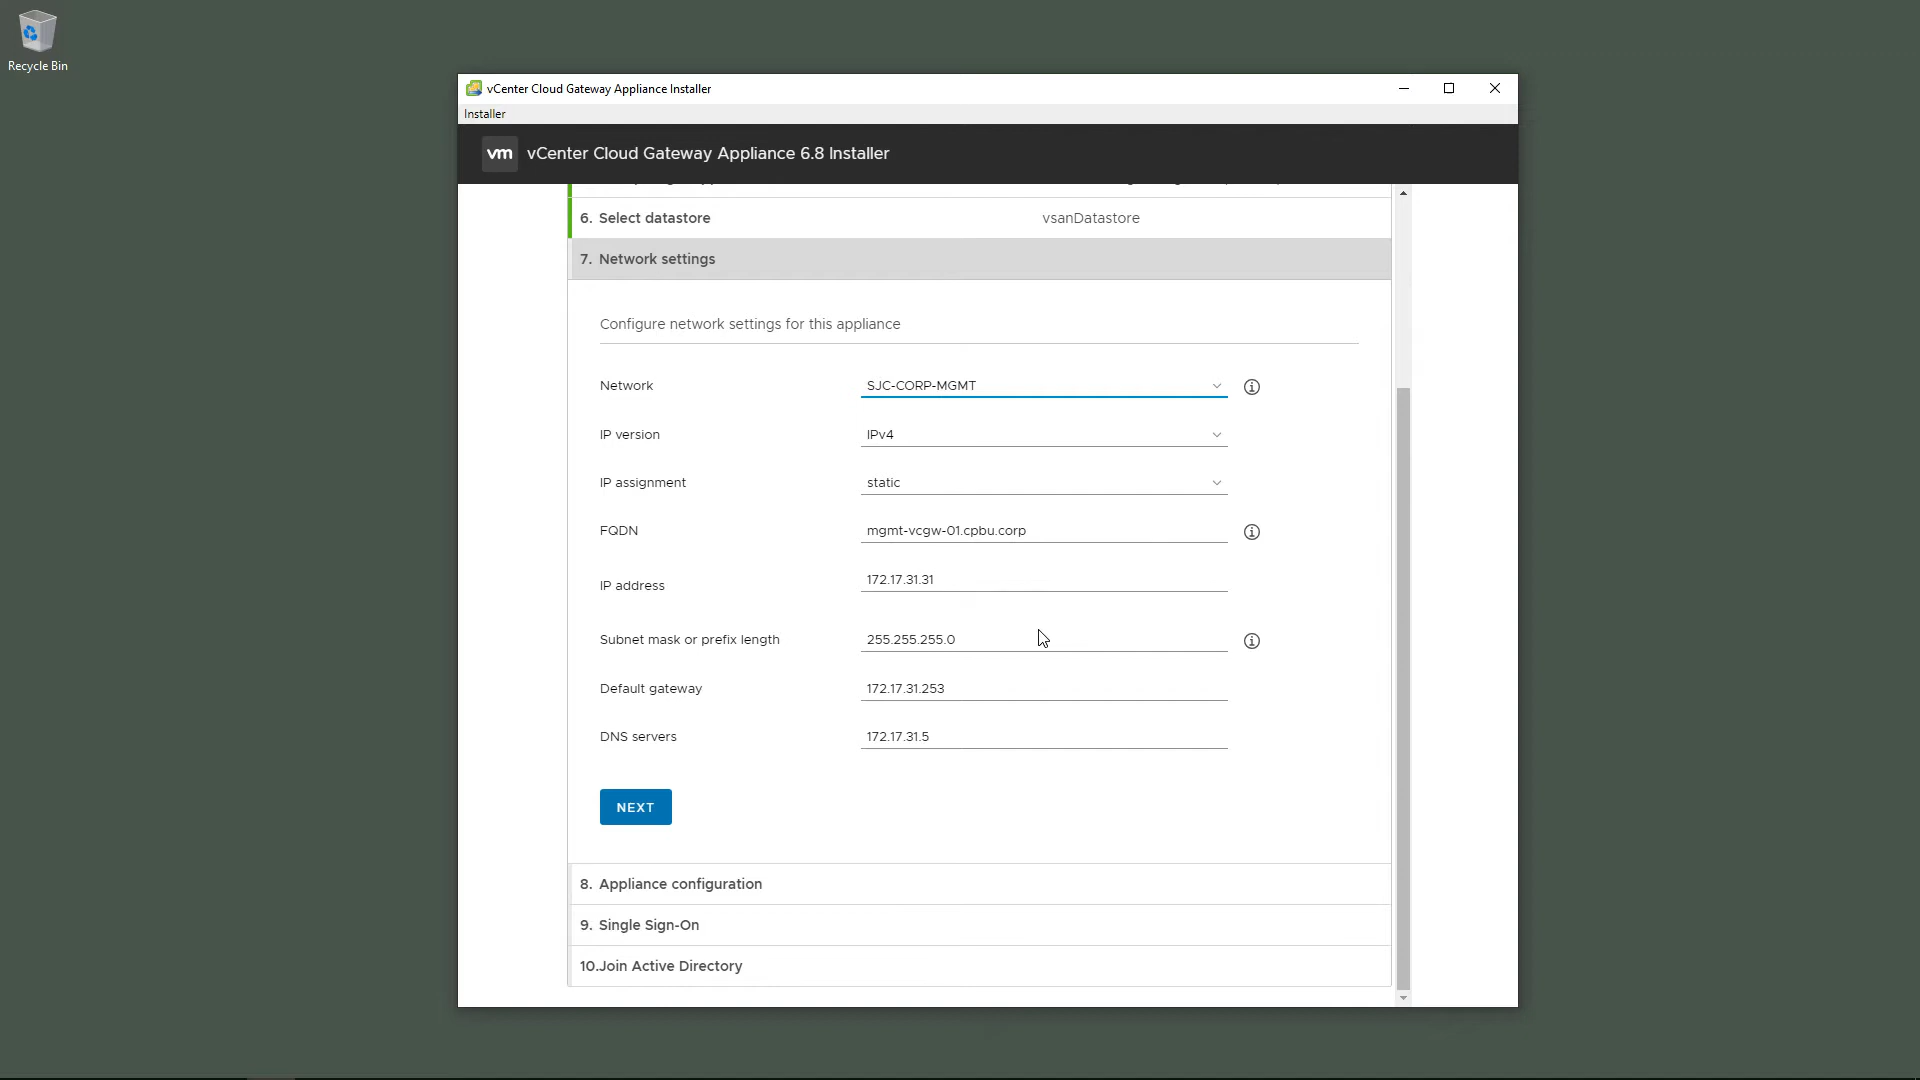 Recycle Bin
vCenter Cloud Gateway Appliance Installer
Installer
vm vCenter Cloud Gateway Appliance 6.8 Installer
6. Select datastore vsanDatastore
7. Network settings
Configure network settings for this appliance
Network SJC-CORP-MGMT
IP version IPv4
IP assignment static
FQDN mgmt-vcgw-01.cpbu.corp
IP address 172.17.31.31
Subnet mask or prefix length 255.255.255.0
Default gateway 172.17.31.253
DNS servers 172.17.31.5
NEXT
8. Appliance configuration
9. Single Sign-On
10.Join Active Directory